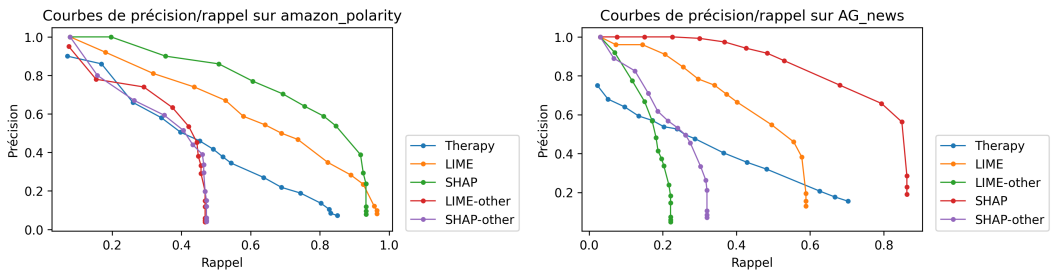 Courbes de précision/rappel sur amazon_polarity
1.0
0.8
0.6
0.4
0.2
0.0
Précision
0.2 0.4 0.6 0.8 1.0
Rappel
Therapy
LIME
SHAP
LIME-other
SHAP-other
Courbes de précision/rappel sur AG_news
1.0
0.8
0.6
0.4
0.2
Précision
0.0 0.2 0.4 0.6 0.8
Rappel
Therapy
LIME
LIME-other
SHAP
SHAP-other